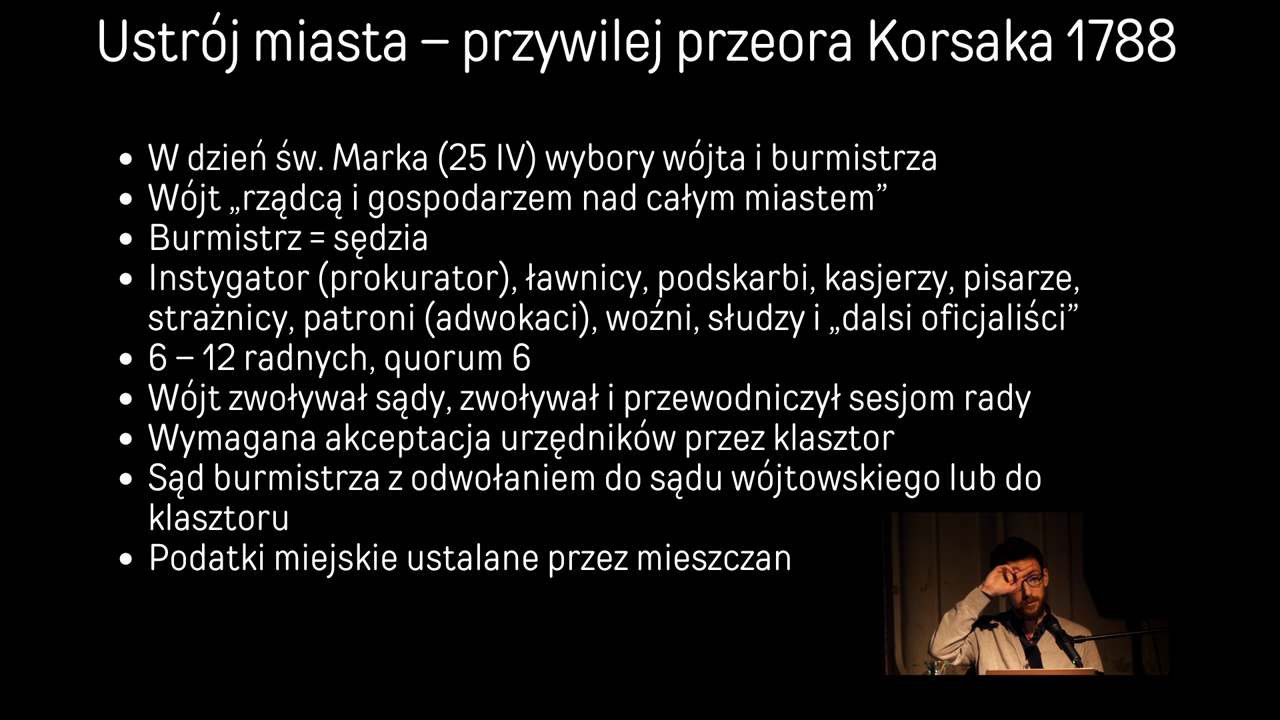 Ustrój miasta – przywilej przeora Korsaka 1788
• W dzień św. Marka (25 IV) wybory wójta i burmistrza
• Wójt „rządcą i gospodarzem nad całym miastem”
• Burmistrz = sędzia
• Instygator (prokurator), ławnicy, podskarbi, kasjerzy, pisarze,
strażnicy, patroni (adwokaci), woźni, słudzy i „dalsi oficjaliści”
• 6 – 12 radnych, quorum 6
• Wójt zwoływał sądy, zwoływał i przewodniczył sesjom rady
• Wymagana akceptacja urzędników przez klasztor
• Sąd burmistrza z odwołaniem do sądu wójtowskiego lub do
klasztoru
• Podatki miejskie ustalane przez mieszczan